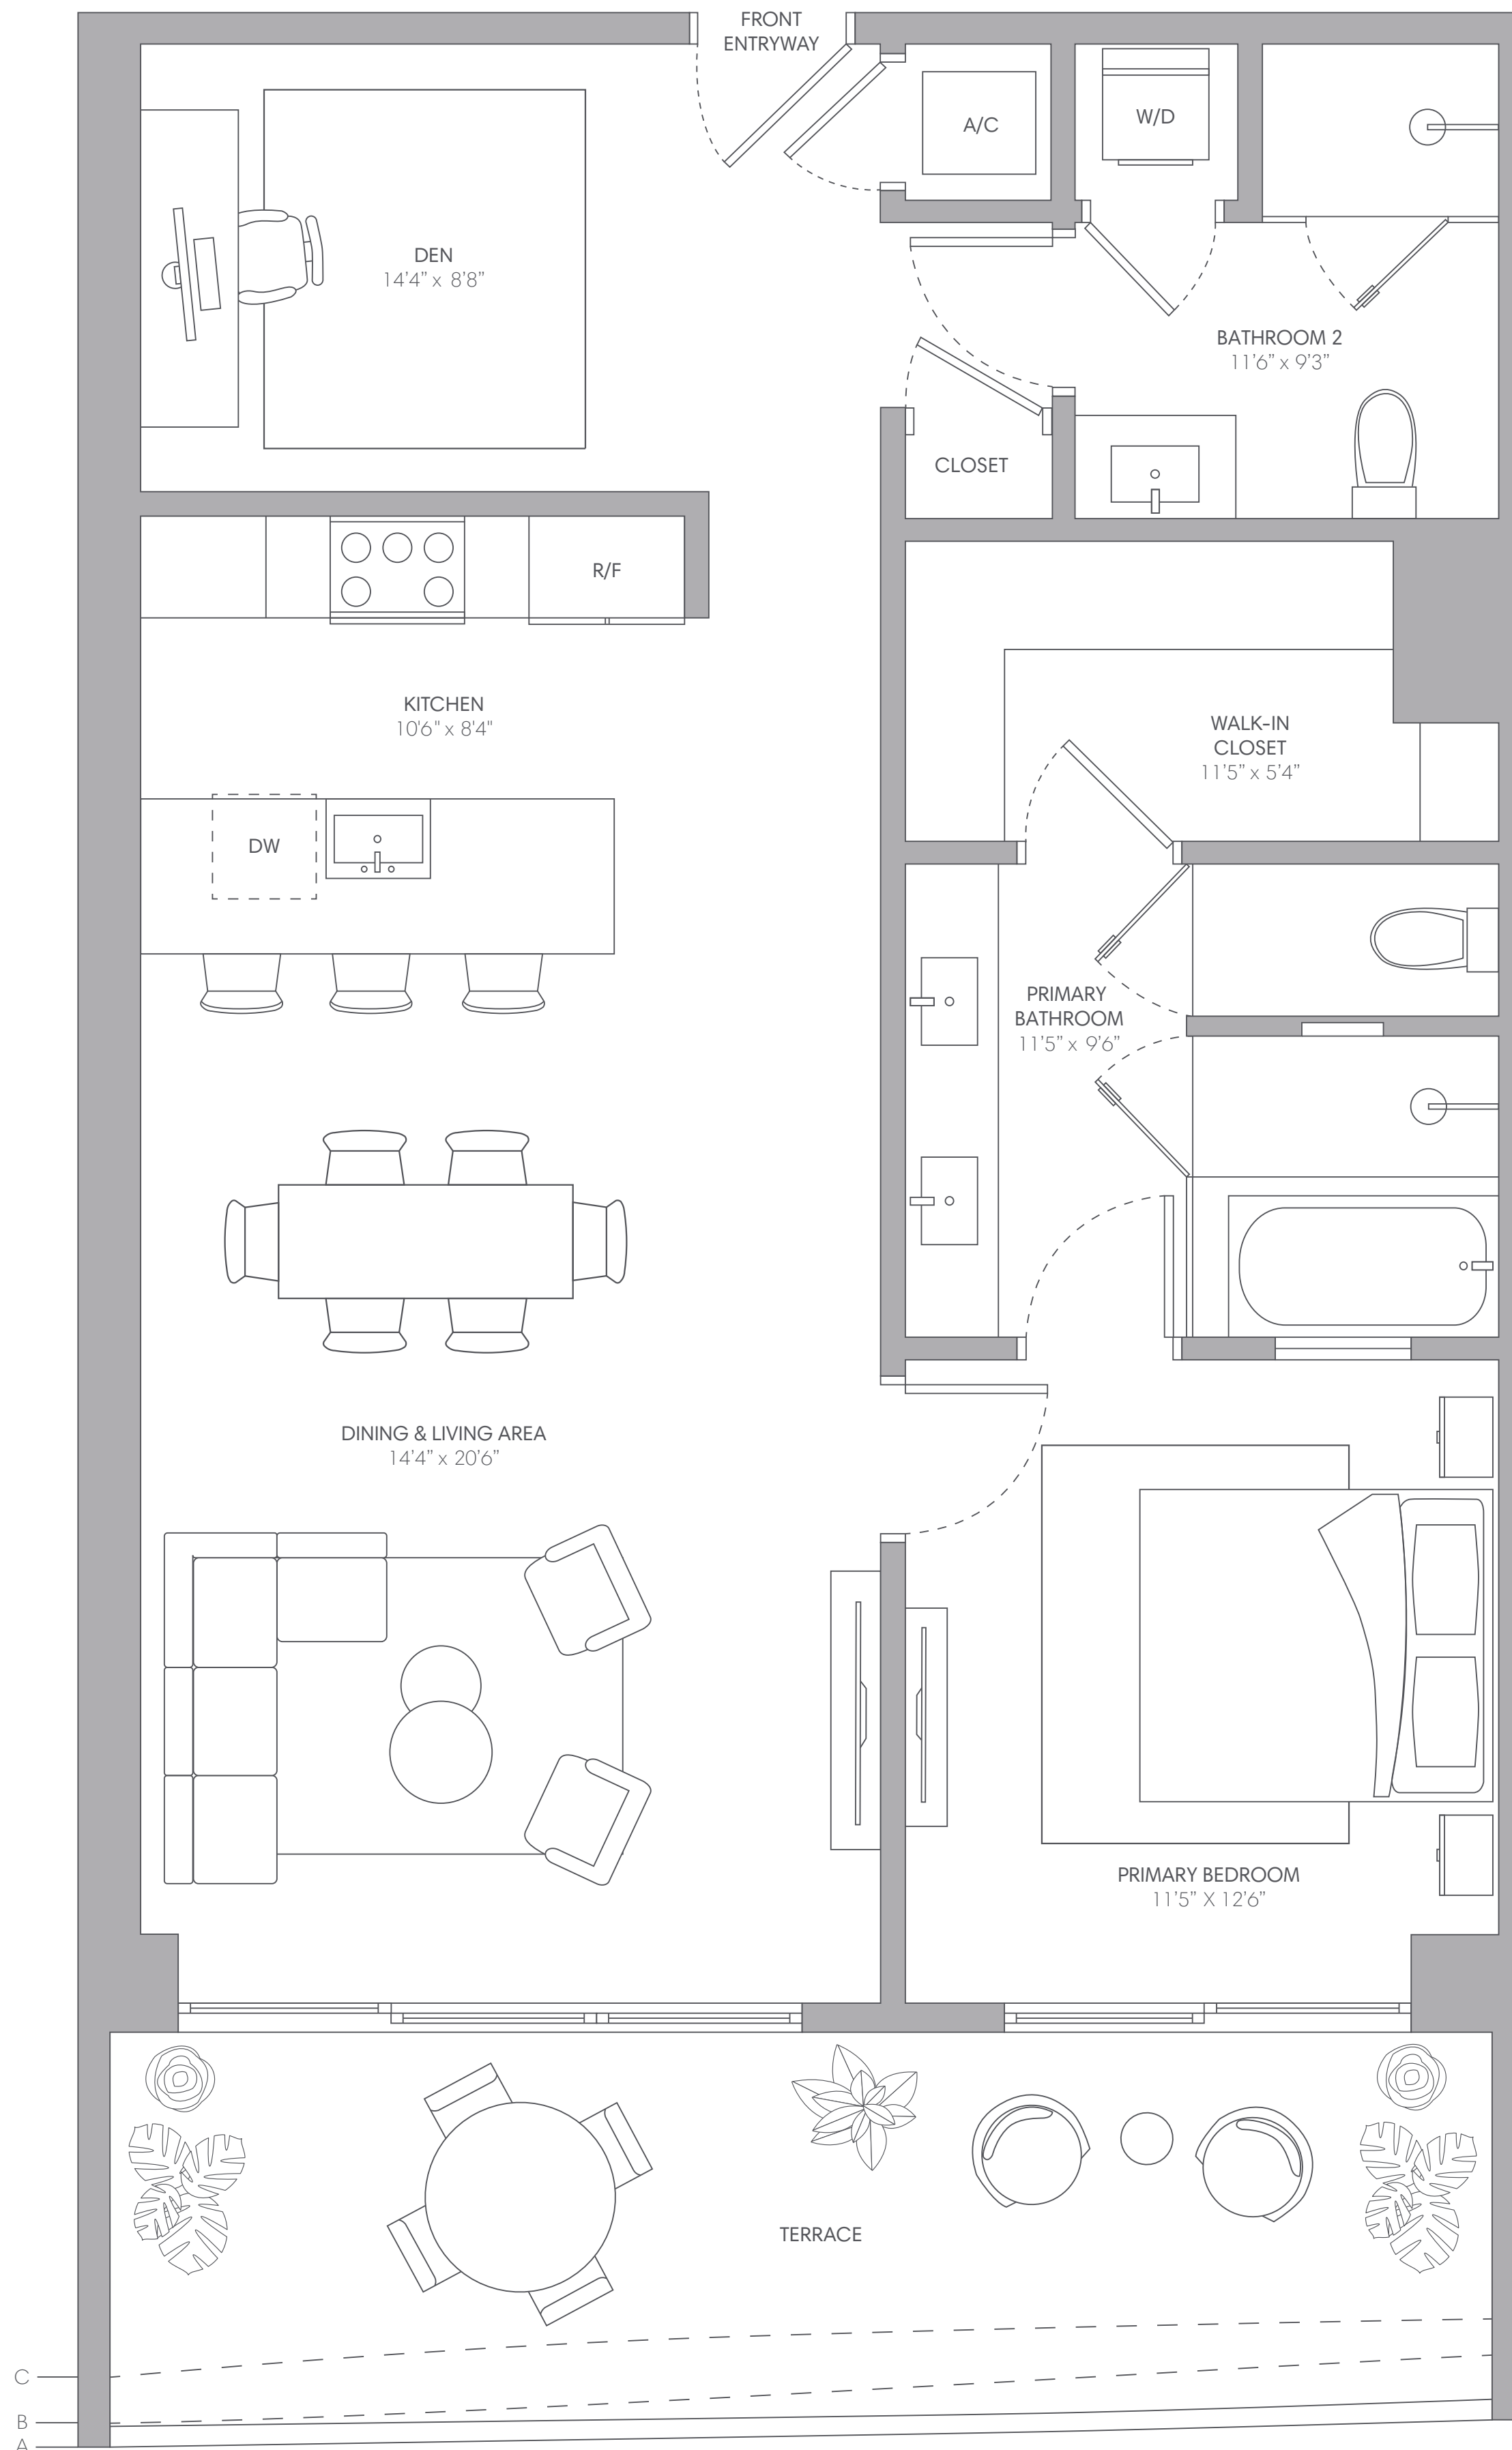 FRONT
ENTRYWAY
A/C
W/D
DEN
14’4” x 8’8”
BATHROOM 2
11’6” x 9’3”
CLOSET
R/F
KITCHEN
10'6" x 8'4"
WALK-IN
CLOSET
11’5” x 5’4”
DW
PRIMARY
BATHROOM
11’5” x 9’6”
DINING & LIVING AREA
14’4” x 20’6”
PRIMARY BEDROOM
11’5” X 12’6”
TERRACE
C
B
A